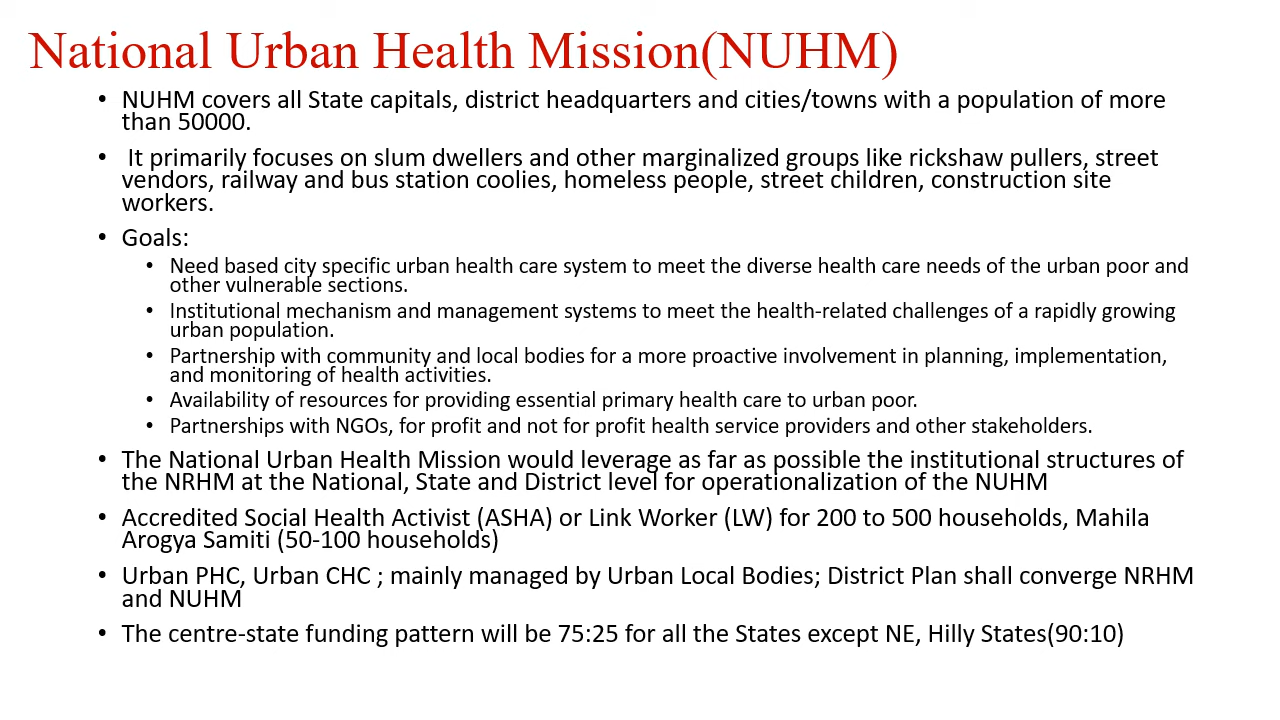 National Urban Health Mission(NUHM)
• NUHM covers all State capitals, district headquarters and cities/towns with a population of more
than 50000.
• It primarily focuses on slum dwellers and other marginalized groups like rickshaw pullers, street
vendors, railway and bus station coolies, homeless people, street children, construction site
workers.
• Goals:
• Need based city specific urban health care system to meet the diverse health care needs of the urban poor and
other vulnerable sections.
• Institutional mechanism and management systems to meet the health-related challenges of a rapidly growing
urban population.
• Partnership with community and local bodies for a more proactive involvement in planning, implementation,
and monitoring of health activities.
• Availability of resources for providing essential primary health care to urban poor.
• Partnerships with NGOs, for profit and not for profit health service providers and other stakeholders.
• The National Urban Health Mission would leverage as far as possible the institutional structures of
the NRHM at the National, State and District level for operationalization of the NUHM
• Accredited Social Health Activist (ASHA) or Link Worker (LW) for 200 to 500 households, Mahila
Arogya Samiti (50-100 households)
• Urban PHC, Urban CHC ; mainly managed by Urban Local Bodies; District Plan shall converge NRHM
and NUHM
• The centre-state funding pattern will be 75:25 for all the States except NE, Hilly States(90:10)